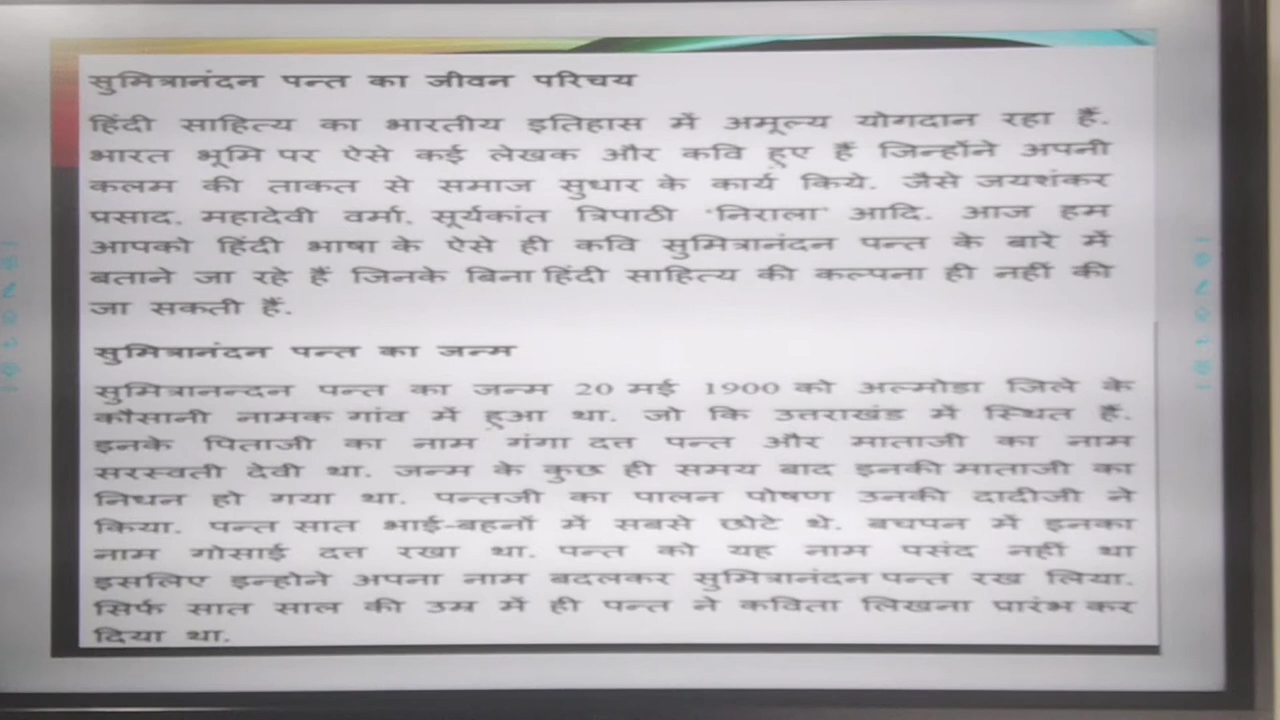 सुमित्रानंदन पन्त का जीवन परिचय
हिंदी साहित्य का भारतीय इतिहास में अमूल्य योगदान रहा हैं.
भारत भूमि पर ऐसे कई लेखक और कवि हुए हैं जिन्होंने अपनी
कलम की ताकत से समाज सुधार के कार्य किये. जैसे जयशंकर
प्रसाद, महादेवी वर्मा, सूर्यकांत त्रिपाठी 'निराला' आदि. आज हम
आपको हिंदी भाषा के ऐसे ही कवि सुमित्रानंदन पन्त के बारे में
बताने जा रहे हैं जिनके बिना हिंदी साहित्य की कल्पना ही नहीं की
जा सकती हैं.
सुमित्रानंदन पन्त का जन्म
सुमित्रानन्दन पन्त का जन्म 20 मई 1900 को अल्मोडा जिले के
कौसानी नामक गांव में हुआ था. जो कि उत्तराखंड में स्थित हैं.
इनके पिताजी का नाम गंगा दत्त पन्त और माताजी का नाम
सरस्वती देवी था. जन्म के कुछ ही समय बाद इनकी माताजी का
निधन हो गया था. पन्तजी का पालन पोषण उनकी दादीजी ने
किया. पन्त सात भाई-बहनों में सबसे छोटे थे. बचपन में इनका
नाम गोसाई दत्त रखा था. पन्त को यह नाम पसंद नहीं था
इसलिए इन्होने अपना नाम बदलकर सुमित्रानंदन पन्त रख लिया.
सिर्फ सात साल की उम्र में ही पन्त ने कविता लिखना प्रारंभ कर
दिया था.